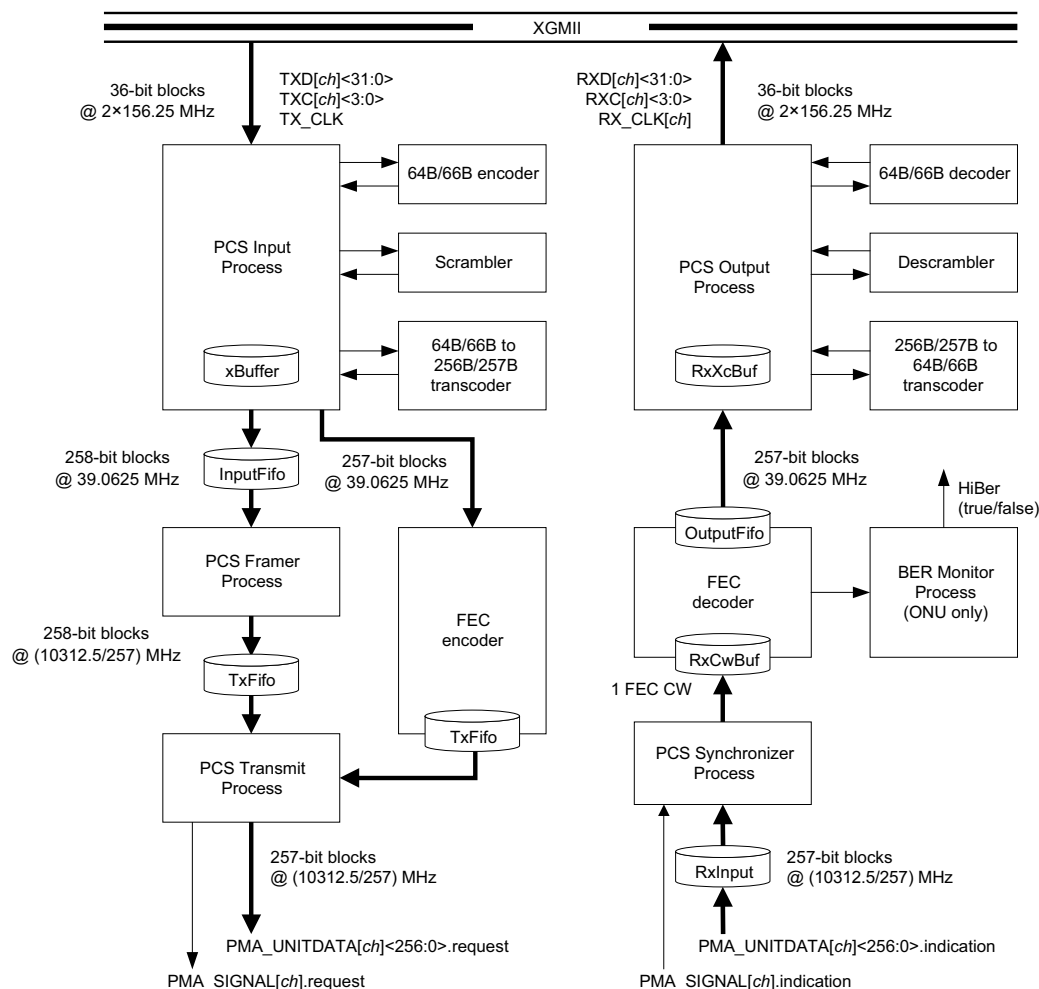 XGMII
36-bit blocks
@ 2×156.25 MHz
TXD[ch]<31:0>
TXC[ch]<3:0>
TX_CLK
RXD[ch]<31:0>
RXC[ch]<3:0>
RX_CLK[ch]
36-bit blocks
@ 2×156.25 MHz
PCS Input
Process
xBuffer
64B/66B encoder
Scrambler
64B/66B to
256B/257B
transcoder
PCS Output
Process
RxXcBuf
64B/66B decoder
Descrambler
256B/257B to
64B/66B
transcoder
258-bit blocks
@ 39.0625 MHz
InputFifo
257-bit blocks
@ 39.0625 MHz
257-bit blocks
@ 39.0625 MHz
HiBer
(true/false)
PCS Framer
Process
FEC
encoder
OutputFifo
FEC
decoder
RxCwBuf
BER Monitor
Process
(ONU only)
258-bit blocks
@ (10312.5/257) MHz
TxFifo
TxFifo
1 FEC CW
PCS Transmit
Process
PCS Synchronizer
Process
257-bit blocks
@ (10312.5/257) MHz
RxInput
257-bit blocks
@ (10312.5/257) MHz
PMA_UNITDATA[ch]<256:0>.request
PMA_SIGNAL[ch].request
PMA_UNITDATA[ch]<256:0>.indication
PMA_SIGNAL[ch].indication